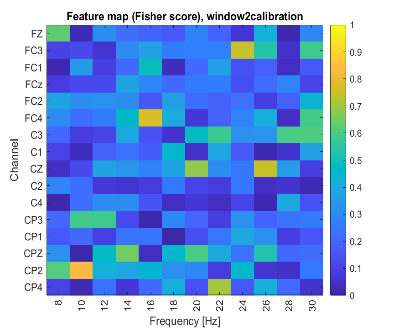 Feature map (Fisher score), window2calibration
FZ
FC3
FC1
FCz
FC2
FC4
C3
C1
CZ
C2
C4
CP3
CP1
CPZ
CP2
CP4
Channel
8 10 12 14 16 18 20 22 24 26 28 30
Frequency [Hz]
1
0.9
0.8
0.7
0.6
0.5
0.4
0.3
0.2
0.1
0